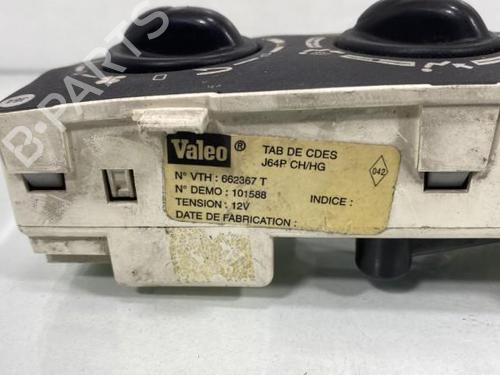 B-PARTS
Valeo®
TAB DE CDES
J64P CH/HG
042
N° VTH : 662367 T
N° DEMO : 101588
INDICE :
TENSION : 12V
DATE DE FABRICATION :